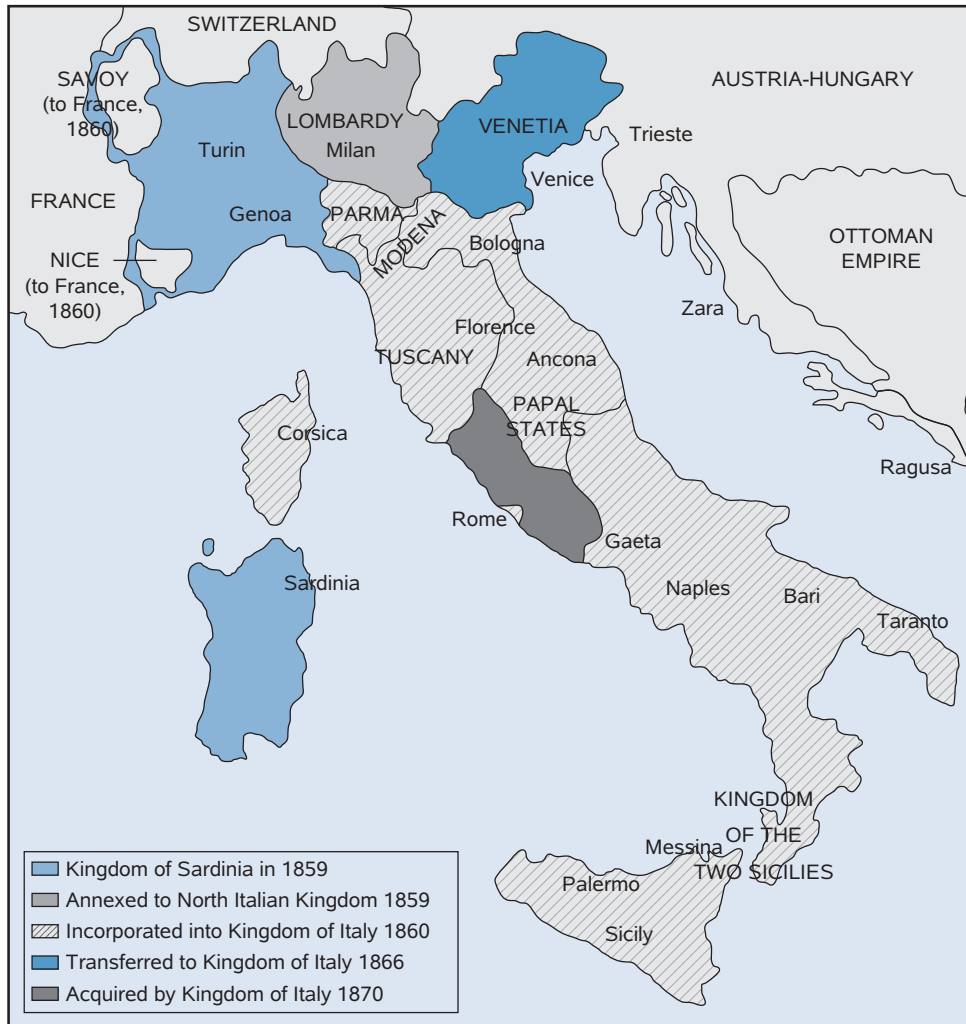 SWITZERLAND
SAVOY
(to France,
1860)
AUSTRIA-HUNGARY
LOMBARDY
Milan
VENETIA
Trieste
Turin
Venice
FRANCE
Genoa
PARMA
MODENA
Bologna
OTTOMAN
EMPIRE
NICE
(to France,
1860)
Zara
Florence
TUSCANY
Ancona
PAPAL
STATES
Corsica
Ragusa
Rome
Gaeta
Sardinia
Naples
Bari
Taranto
KINGDOM
OF THE
TWO SICILIES
Messina
Palermo
Sicily
Kingdom of Sardinia in 1859
Annexed to North Italian Kingdom 1859
Incorporated into Kingdom of Italy 1860
Transferred to Kingdom of Italy 1866
Acquired by Kingdom of Italy 1870